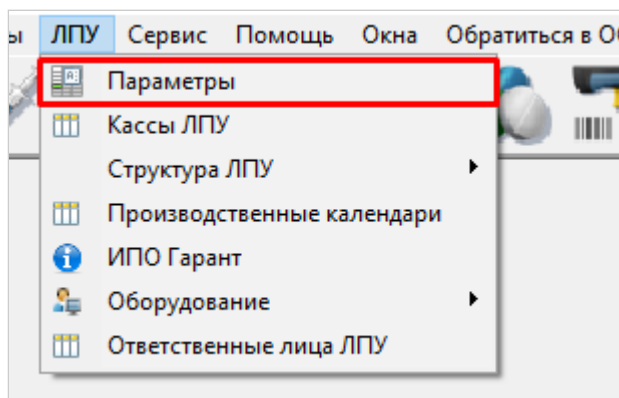 ы ЛПУ Сервис Помощь Окна Обратиться в О
Параметры
Кассы ЛПУ
Структура ЛПУ
Производственные календари
ИПО Гарант
Оборудование
Ответственные лица ЛПУ